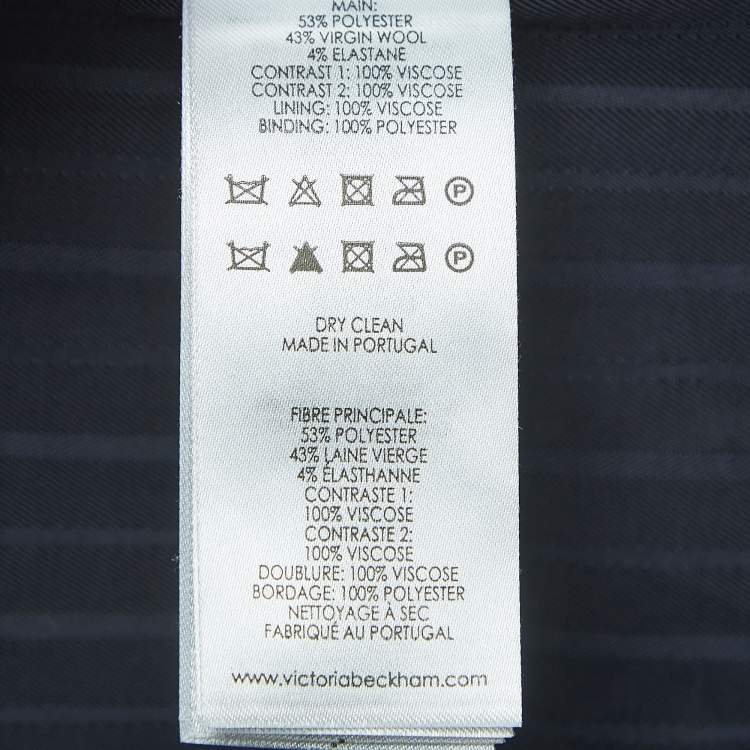 MAIN:
53% POLYESTER
43% VIRGIN WOOL
4% ELASTANE
CONTRAST 1: 100% VISCOSE
CONTRAST 2: 100% VISCOSE
LINING: 100% VISCOSE
BINDING: 100% POLYESTER
P
P
DRY CLEAN
MADE IN PORTUGAL
FIBRE PRINCIPALE:
53% POLYESTER
43% LAINE VIERGE
4% ÉLASTHANNE
CONTRASTE 1:
100% VISCOSE
CONTRASTE 2:
100% VISCOSE
DOUBLURE: 100% VISCOSE
BORDAGE: 100% POLYESTER
NETTOYAGE À SEC
FABRIQUÉ AU PORTUGAL
www.victoriabeckham.com